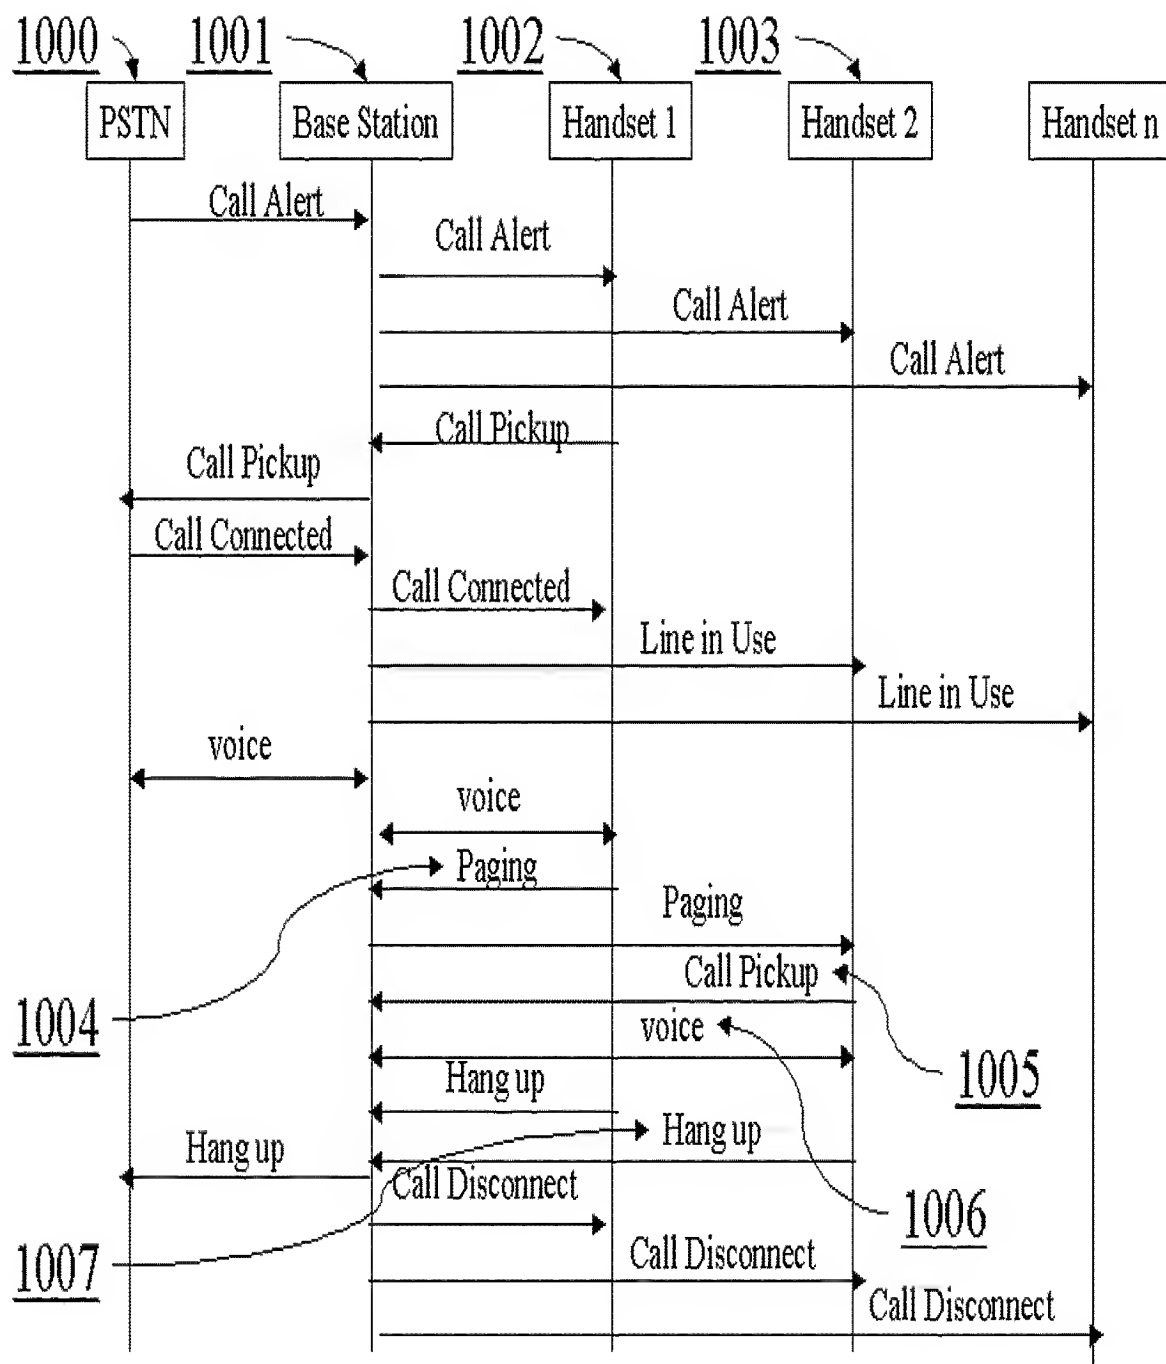 1000 1001 1002 1003
PSTN Base Station Handset 1 Handset 2 Handset n
Call Alert
Call Alert
Call Alert
Call Alert
Call Pickup
Call Pickup
Call Connected
Call Connected
Line in Use
Line in Use
voice
voice
Paging
Paging
Call Pickup
1004
voice
1005
Hang up
Hang up
Hang up
Call Disconnect
1006
Call Disconnect
1007
Call Disconnect